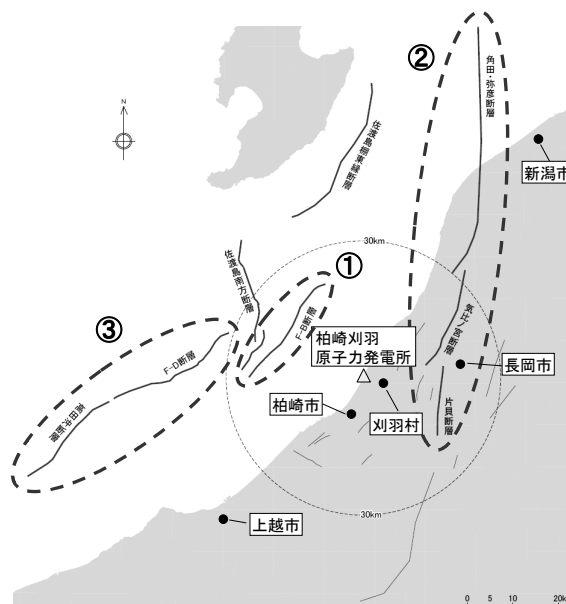 ②
角田・弥彦断層
N
佐渡島棚東縁断層
新潟市
30km
佐渡島南方断層
①
F-B断層
気比ノ宮断層
柏崎刈羽
原子力発電所
③
F-D断層
長岡市
高田沖断層
柏崎市
刈羽村
片貝断層
30km
上越市
0 5 10 20k